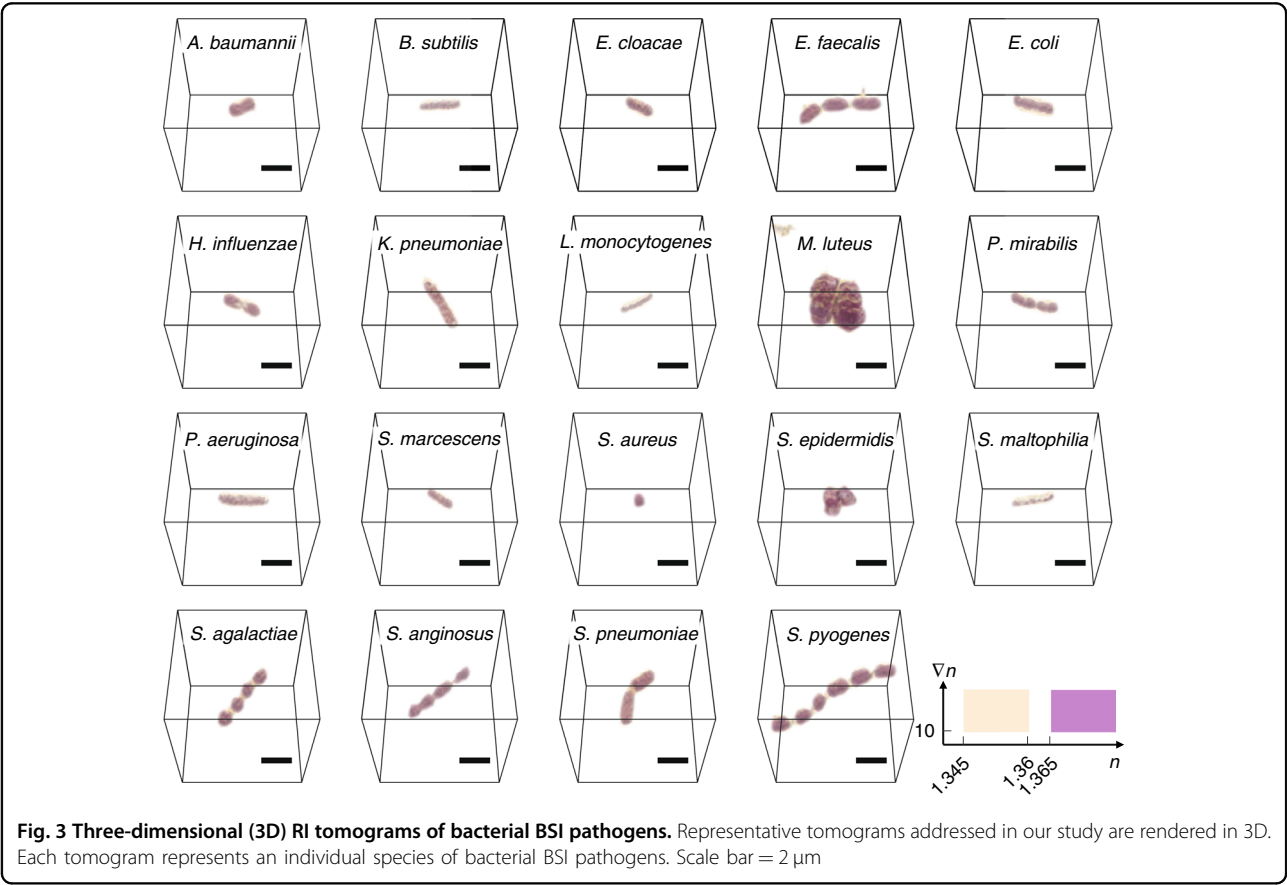 A. baumannii
B. subtilis
E. cloacae
E. faecalis
E. coli
H. influenzae
K. pneumoniae
L. monocytogenes
M. luteus
P. mirabilis
P. aeruginosa
S. marcescens
S. aureus
S. epidermidis
S. maltophilia
S. agalactiae
S. anginosus
S. pneumoniae
S. pyogenes
∇n
10
1.345
1.36
1.365
n
Fig. 3 Three-dimensional (3D) RI tomograms of bacterial BSI pathogens. Representative tomograms addressed in our study are rendered in 3D.
Each tomogram represents an individual species of bacterial BSI pathogens. Scale bar = 2 μm